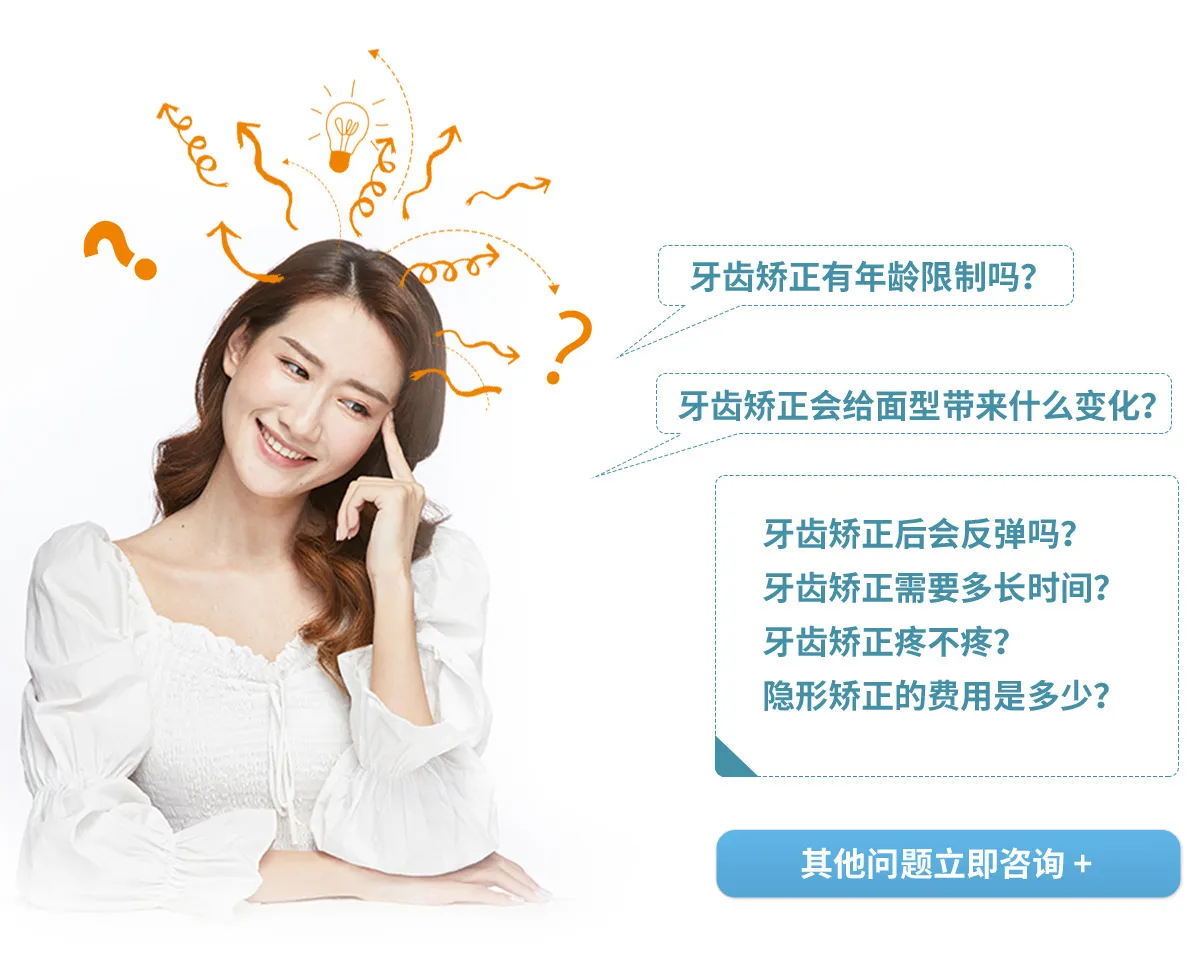 牙齿矫正有年龄限制吗？
牙齿矫正会给面型带来什么变化？
牙齿矫正后会反弹吗？
牙齿矫正需要多长时间？
牙齿矫正疼不疼？
隐形矫正的费用是多少？
其他问题立即咨询 +